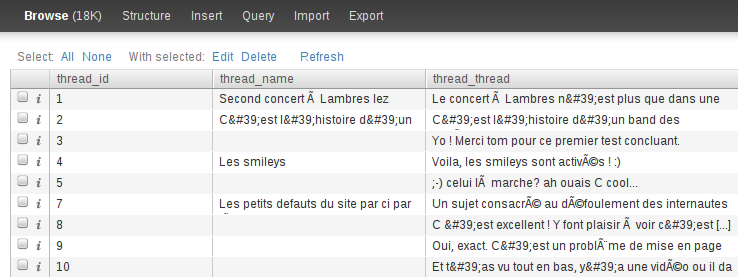 Browse (18K) Structure Insert Query Import Export
Select: All None With selected: Edit Delete Refresh
thread_id thread_name thread_thread
1 Second concert Ã Lambres lez Le concert Ã Lambres n&#39;est plus que dans une
2 C&#39;est l&#39;histoire d&#39;un C&#39;est l&#39;histoire d&#39;un band des
3 Yo ! Merci tom pour ce premier test concluant.
4 Les smileys Voila, les smileys sont activÃ©s ! :)
5 ;-) celui lÃ marche? ah ouais C cool...
7 Les petits defauts du site par ci par Un sujet consacrÃ© au dÃ©foulement des internautes
8 C &#39;est excellent ! Y font plaisir Ã voir c&#39;est [...]
9 Oui, exact. C&#39;est un problÃ¨me de mise en page
10 Et t&#39;as vu tout en bas, y&#39;a une vidÃ©o ou il da